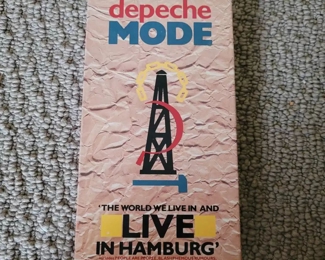 depeche
MODE
'THE WORLD WE LIVE IN AND
LIVE
IN HAMBURG'